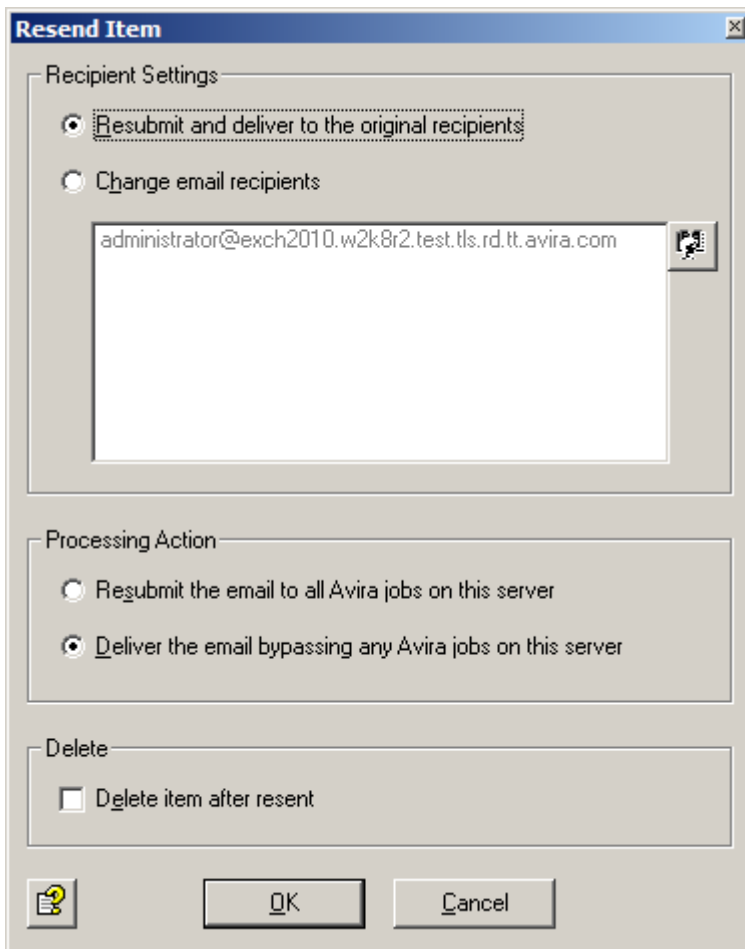 Resend Item
Recipient Settings
Resubmit and deliver to the original recipients
Change email recipients
administrator@exch2010.w2k8r2.test.tls.rd.tt.avira.com
Processing Action
Resubmit the email to all Avira jobs on this server
Deliver the email bypassing any Avira jobs on this server
Delete
Delete item after resent
OK
Cancel